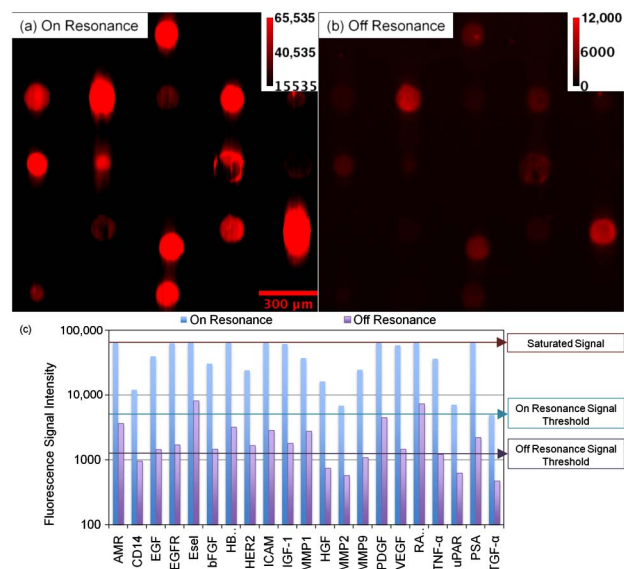 (a) On Resonance
65,535
40,535
15535
(b) Off Resonance
12,000
6000
0
300 μm
(c)
On Resonance
Off Resonance
Fluorescence Signal Intensity
100,000
10,000
1000
100
Saturated Signal
On Resonance Signal
Threshold
Off Resonance Signal
Threshold
AMR
CD14
EGF
EGFR
Esel
bFGF
HB..
HER2
ICAM
IGF-1
MMP1
HGF
MMP2
MMP9
PDGF
VEGF
RA..
TNF-α
uPAR
PSA
TGF-α